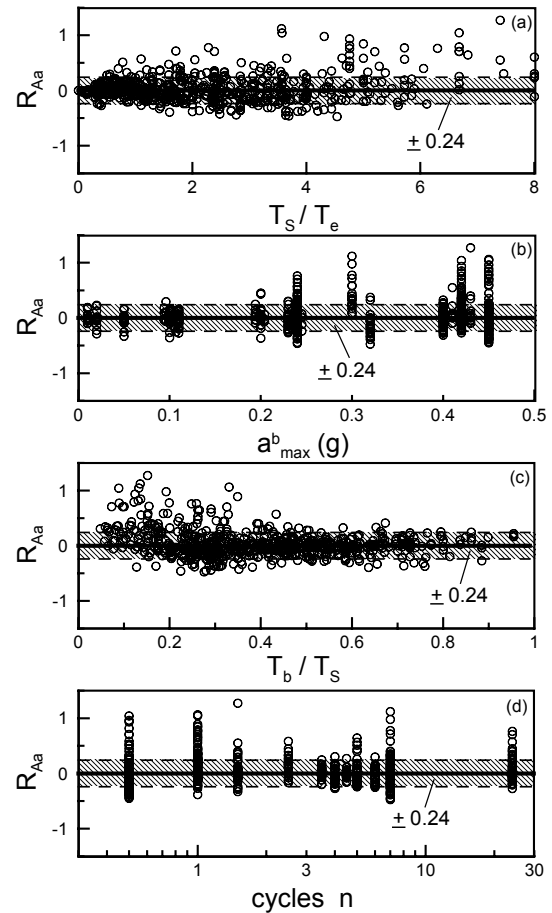 (a)
R_Aa
1
0
-1
± 0.24
0 2 4 6 8
T_S / T_e
(b)
R_Aa
1
0
-1
± 0.24
0 0.1 0.2 0.3 0.4 0.5
a^b_max (g)
(c)
R_Aa
1
0
-1
± 0.24
0 0.2 0.4 0.6 0.8 1
T_b / T_S
(d)
R_Aa
1
0
-1
± 0.24
1 3 10 30
cycles n